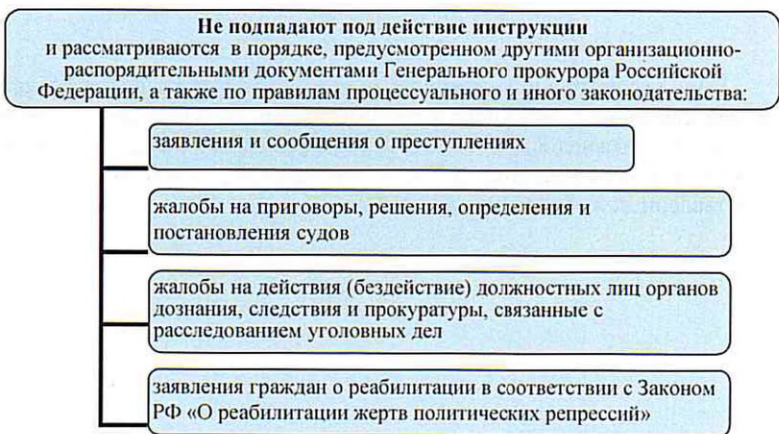 Не подпадают под действие инструкции
и рассматриваются в порядке, предусмотренном другими организационно-
распорядительными документами Генерального прокурора Российской
Федерации, а также по правилам процессуального и иного законодательства:
заявления и сообщения о преступлениях
жалобы на приговоры, решения, определения и
постановления судов
жалобы на действия (бездействие) должностных лиц органов
дознания, следствия и прокуратуры, связанные с
расследованием уголовных дел
заявления граждан о реабилитации в соответствии с Законом
РФ «О реабилитации жертв политических репрессий»